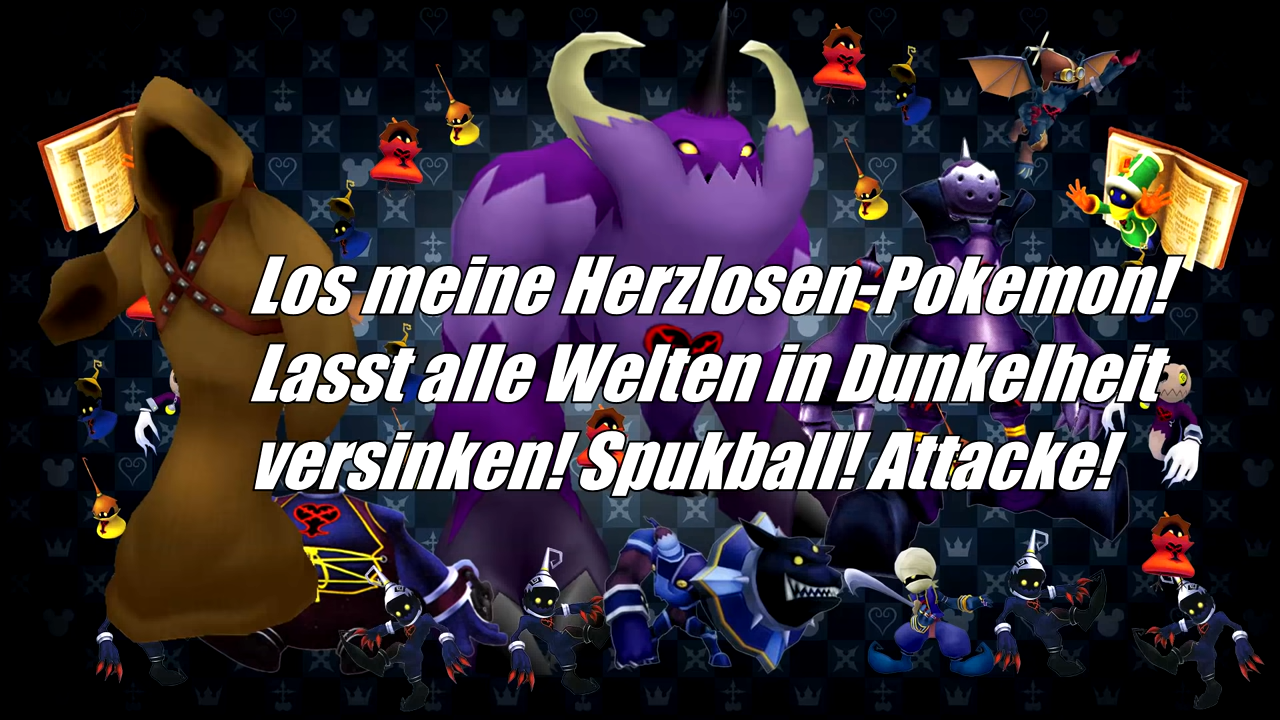 Los meine Herzlosen-Pokemon!
Lasst alle Welten in Dunkelheit
versinken! Spukball! Attacke!